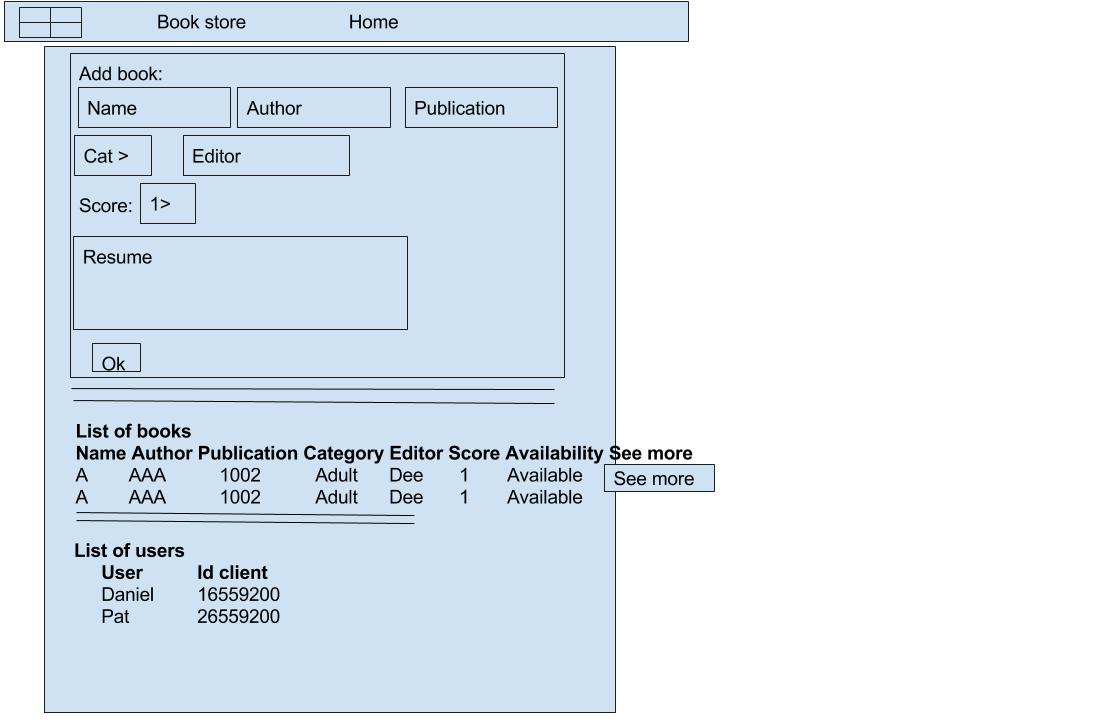 Book store Home
Add book:
Name Author Publication
Cat > Editor
Score: 1>
Resume
Ok
List of books
Name Author Publication Category Editor Score Availability See more
A AAA 1002 Adult Dee 1 Available See more
A AAA 1002 Adult Dee 1 Available
List of users
User Id client
Daniel 16559200
Pat 26559200